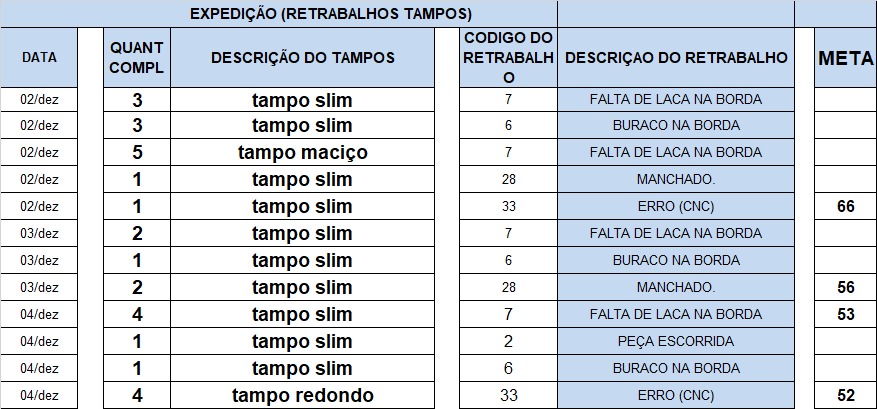 EXPEDIÇÃO (RETRABALHOS TAMPOS)
DATA QUANT COMPL DESCRIÇÃO DO TAMPOS CODIGO DO RETRABALHO DESCRIÇAO DO RETRABALHO META
02/dez 3 tampo slim 7 FALTA DE LACA NA BORDA
02/dez 3 tampo slim 6 BURACO NA BORDA
02/dez 5 tampo maciço 7 FALTA DE LACA NA BORDA
02/dez 1 tampo slim 28 MANCHADO.
02/dez 1 tampo slim 33 ERRO (CNC) 66
03/dez 2 tampo slim 7 FALTA DE LACA NA BORDA
03/dez 1 tampo slim 6 BURACO NA BORDA
03/dez 2 tampo slim 28 MANCHADO. 56
04/dez 4 tampo slim 7 FALTA DE LACA NA BORDA 53
04/dez 1 tampo slim 2 PEÇA ESCORRIDA
04/dez 1 tampo slim 6 BURACO NA BORDA
04/dez 4 tampo redondo 33 ERRO (CNC) 52